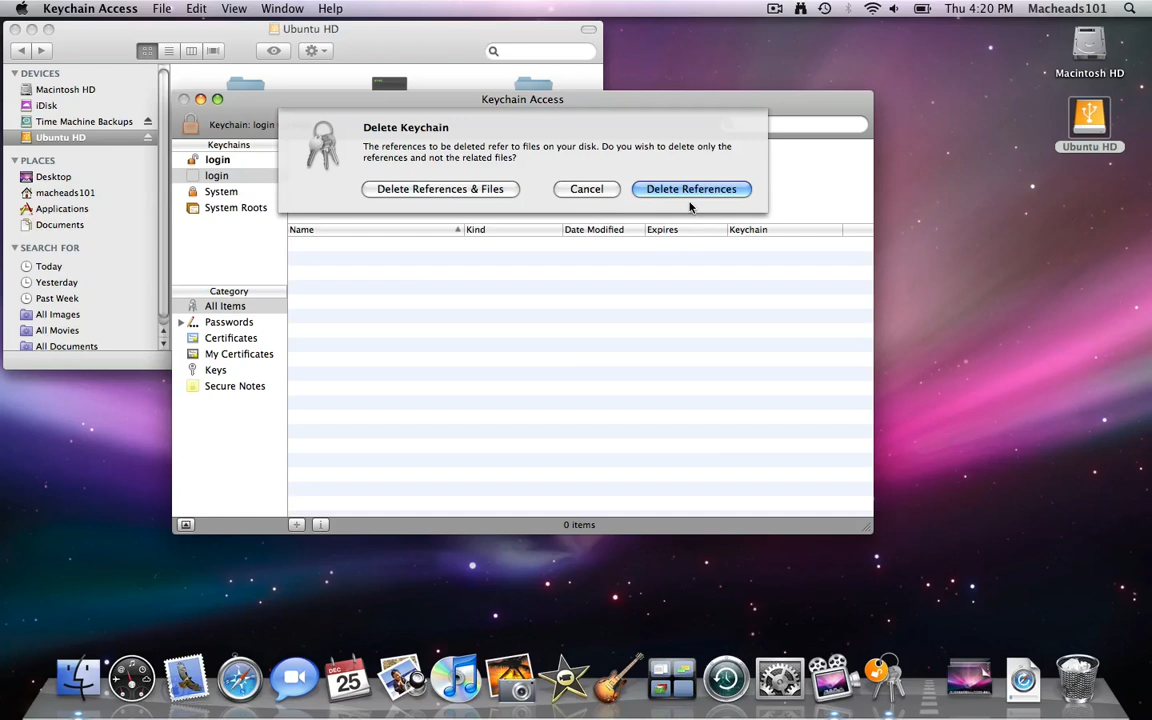 Keychain Access File Edit View Window Help Thu 4:20 PM Macheads101
Ubuntu HD
DEVICES
Macintosh HD
iDisk
Time Machine Backups
Ubuntu HD
PLACES
Desktop
macheads101
Applications
Documents
SEARCH FOR
Today
Yesterday
Past Week
All Images
All Movies
All Documents
Keychain Access
Keychain: login
Keychains
login
login
System
System Roots
Category
All Items
Passwords
Certificates
My Certificates
Keys
Secure Notes
Delete Keychain
The references to be deleted refer to files on your disk. Do you wish to delete only the
references and not the related files?
Delete References & Files Cancel Delete References
Name Kind Date Modified Expires Keychain
0 items
Macintosh HD
Ubuntu HD
DEC
25